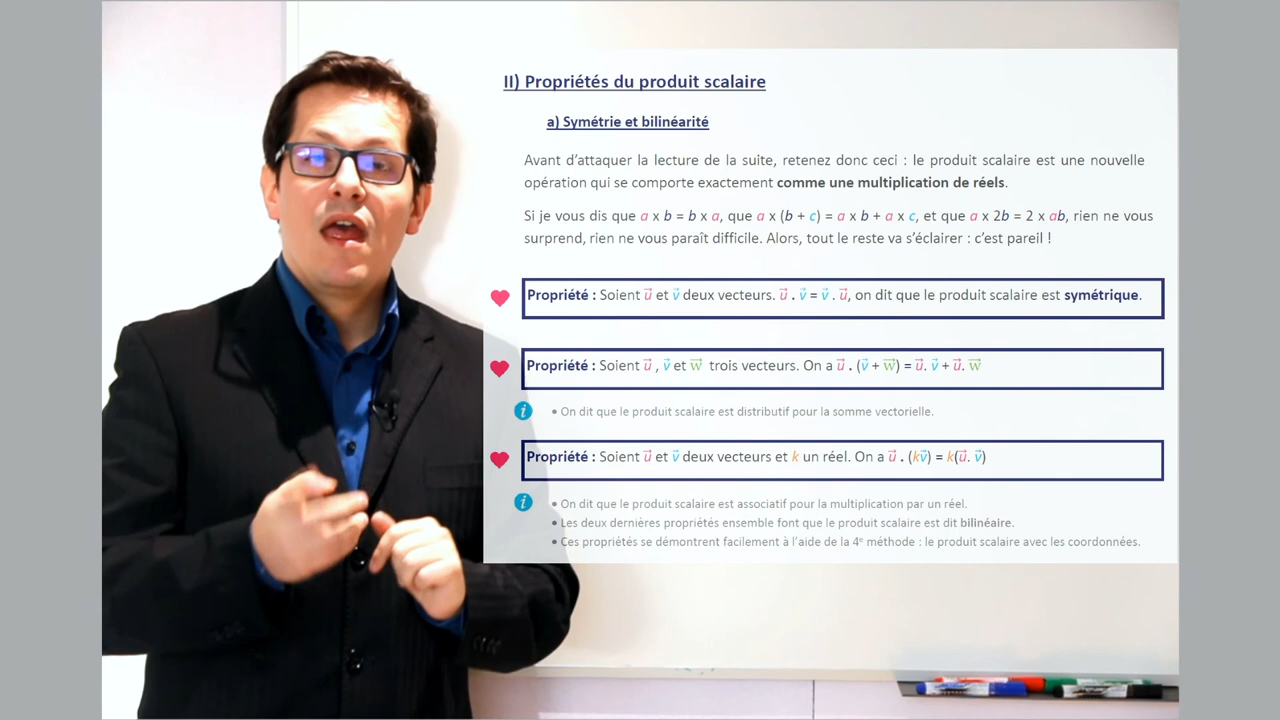 II) Propriétés du produit scalaire
a) Symétrie et bilinéarité
Avant d'attaquer la lecture de la suite, retenez donc ceci : le produit scalaire est une nouvelle
opération qui se comporte exactement comme une multiplication de réels.
Si je vous dis que a x b = b x a, que a x (b + c) = a x b + a x c, et que a x 2b = 2 x ab, rien ne vous
surprend, rien ne vous paraît difficile. Alors, tout le reste va s'éclairer : c'est pareil !
Propriété : Soient u⃗ et v⃗ deux vecteurs. u⃗ . v⃗ = v⃗ . u⃗, on dit que le produit scalaire est symétrique.
Propriété : Soient u⃗ , v⃗ et w⃗ trois vecteurs. On a u⃗ . (v⃗ + w⃗) = u⃗. v⃗ + u⃗. w⃗
i • On dit que le produit scalaire est distributif pour la somme vectorielle.
Propriété : Soient u⃗ et v⃗ deux vecteurs et k un réel. On a u⃗ . (kv⃗) = k(u⃗. v⃗)
i • On dit que le produit scalaire est associatif pour la multiplication par un réel.
• Les deux dernières propriétés ensemble font que le produit scalaire est dit bilinéaire.
• Ces propriétés se démontrent facilement à l'aide de la 4e méthode : le produit scalaire avec les coordonnées.